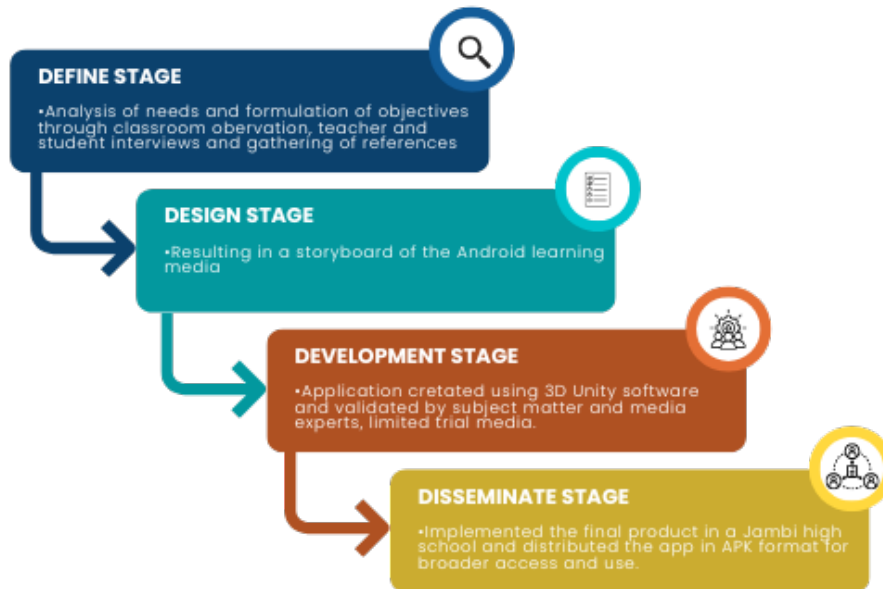 DEFINE STAGE
•Analysis of needs and formulation of objectives
through classroom obervation, teacher and
student interviews and gathering of references
DESIGN STAGE
•Resulting in a storyboard of the Android learning
media
DEVELOPMENT STAGE
•Application cretated using 3D Unity software
and validated by subject matter and media
experts, limited trial media.
DISSEMINATE STAGE
•Implemented the final product in a Jambi high
school and distributed the app in APK format for
broader access and use.